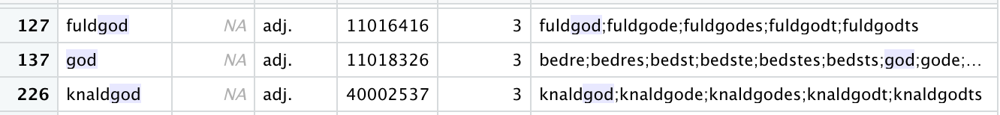 127 fuldgod NA adj. 11016416 3 fuldgod;fuldgode;fuldgodes;fuldgodt;fuldgodts
137 god NA adj. 11018326 3 bedre;bedres;bedst;bedste;bedstes;bedsts;god;gode;…
226 knaldgod NA adj. 40002537 3 knaldgod;knaldgode;knaldgodes;knaldgodt;knaldgodts